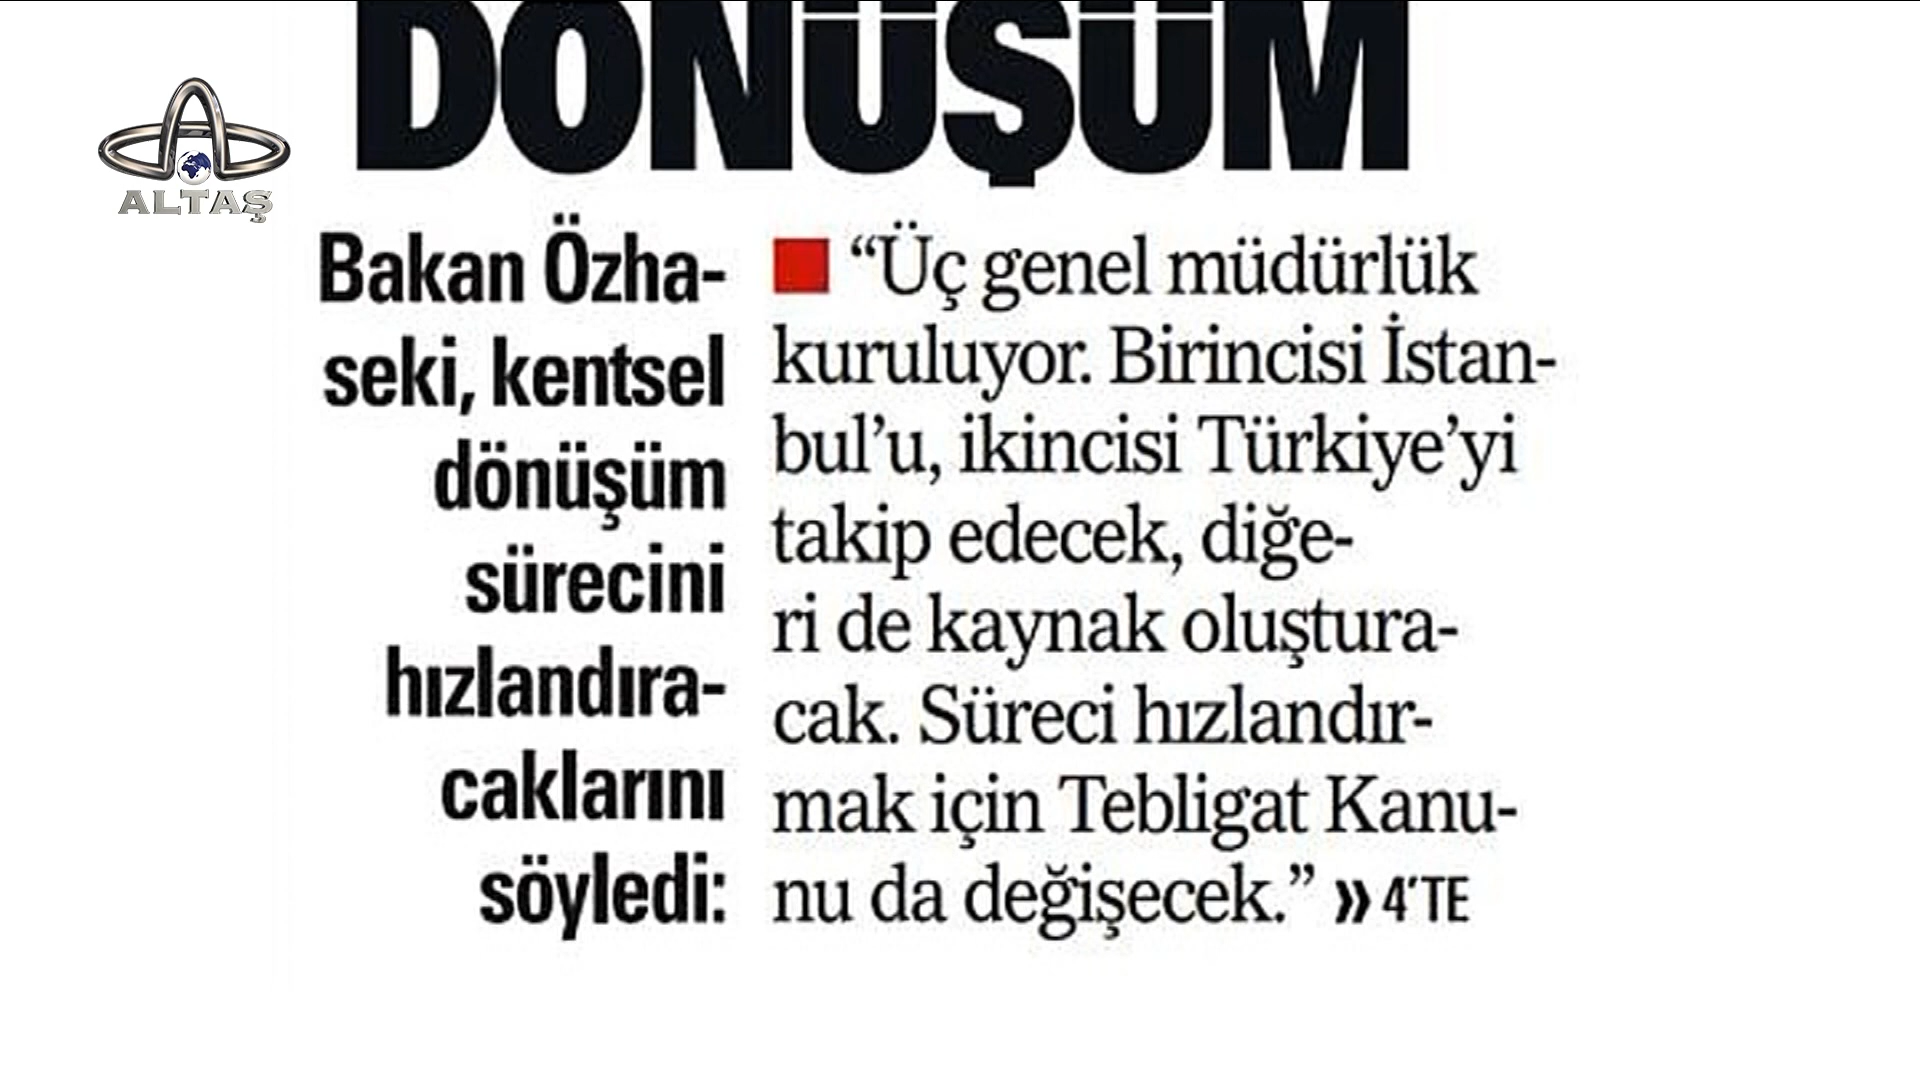 DÖNÜŞÜM
ALTAŞ
Bakan Özha-
seki, kentsel
dönüşüm
sürecini
hızlandıra-
caklarını
söyledi:
“Üç genel müdürlük
kuruluyor. Birincisi İstan-
bul’u, ikincisi Türkiye’yi
takip edecek, diğe-
ri de kaynak oluştura-
cak. Süreci hızlandır-
mak için Tebligat Kanu-
nu da değişecek.” » 4’TE